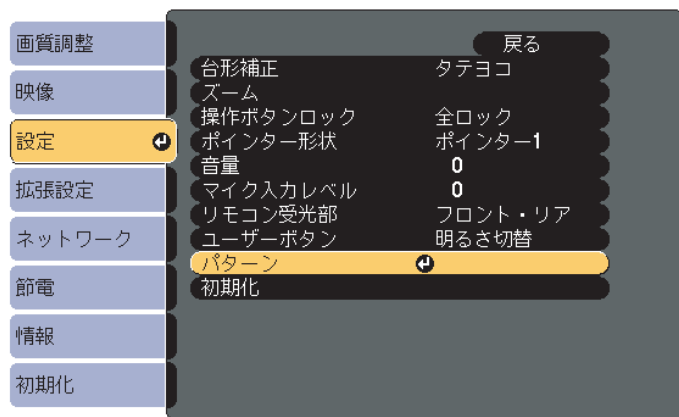 画質調整
映像
設定
拡張設定
ネットワーク
節電
情報
初期化
戻る
台形補正 タテヨコ
ズーム
操作ボタンロック 全ロック
ポインター形状 ポインター1
音量 0
マイク入力レベル 0
リモコン受光部 フロント・リア
ユーザーボタン 明るさ切替
パターン
初期化